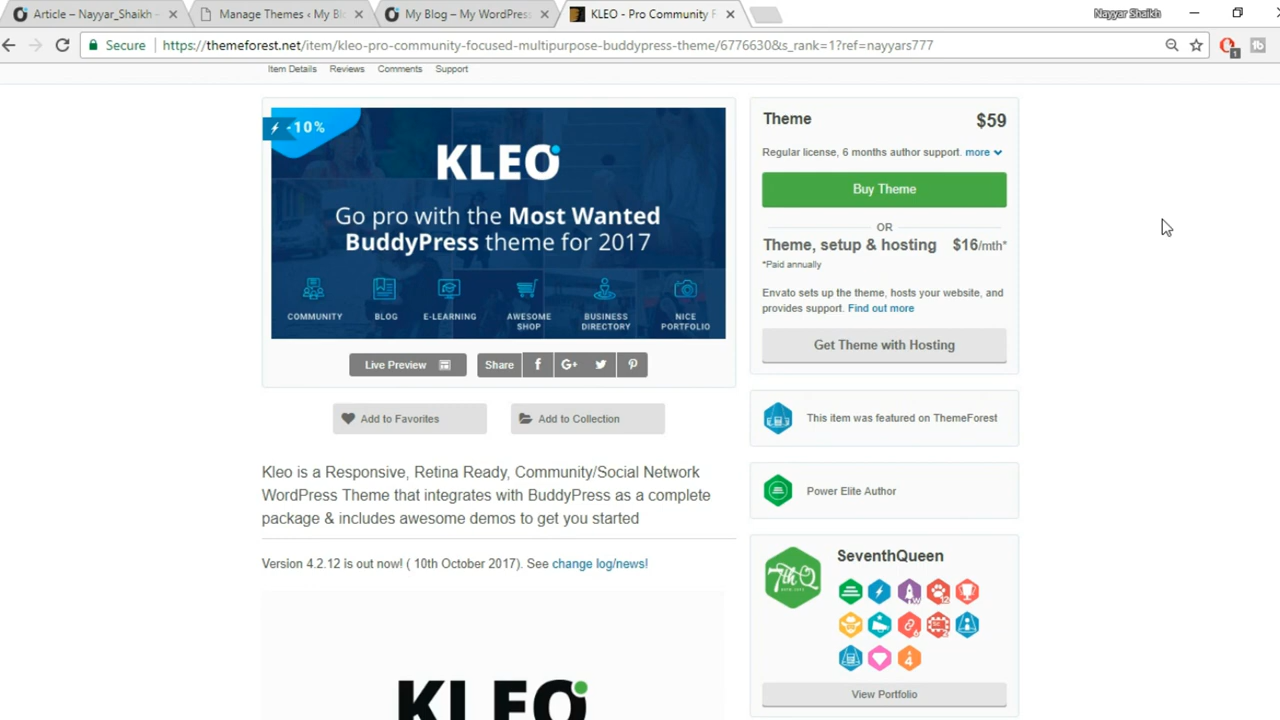 Article – Nayyar_Shaikh -
Manage Themes ‹ My Bl
My Blog – My WordPress
KLEO - Pro Community F
Nayyar Shaikh
Secure
https://themeforest.net/item/kleo-pro-community-focused-multipurpose-buddypress-theme/6776630&s_rank=1?ref=nayyars777
1
Item Details
Reviews
Comments
Support
-10%
KLEO
Go pro with the Most Wanted
BuddyPress theme for 2017
COMMUNITY
BLOG
E-LEARNING
AWESOME
SHOP
BUSINESS
DIRECTORY
NICE
PORTFOLIO
Live Preview
Share
f
G+
Add to Favorites
Add to Collection
Kleo is a Responsive, Retina Ready, Community/Social Network
WordPress Theme that integrates with BuddyPress as a complete
package & includes awesome demos to get you started
Version 4.2.12 is out now! ( 10th October 2017). See change log/news!
KLEO
Theme
$59
Regular license, 6 months author support. more
Buy Theme
OR
Theme, setup & hosting
$16/mth*
*Paid annually
Envato sets up the theme, hosts your website, and
provides support. Find out more
Get Theme with Hosting
This item was featured on ThemeForest
Power Elite Author
7thQ
SeventhQueen
View Portfolio